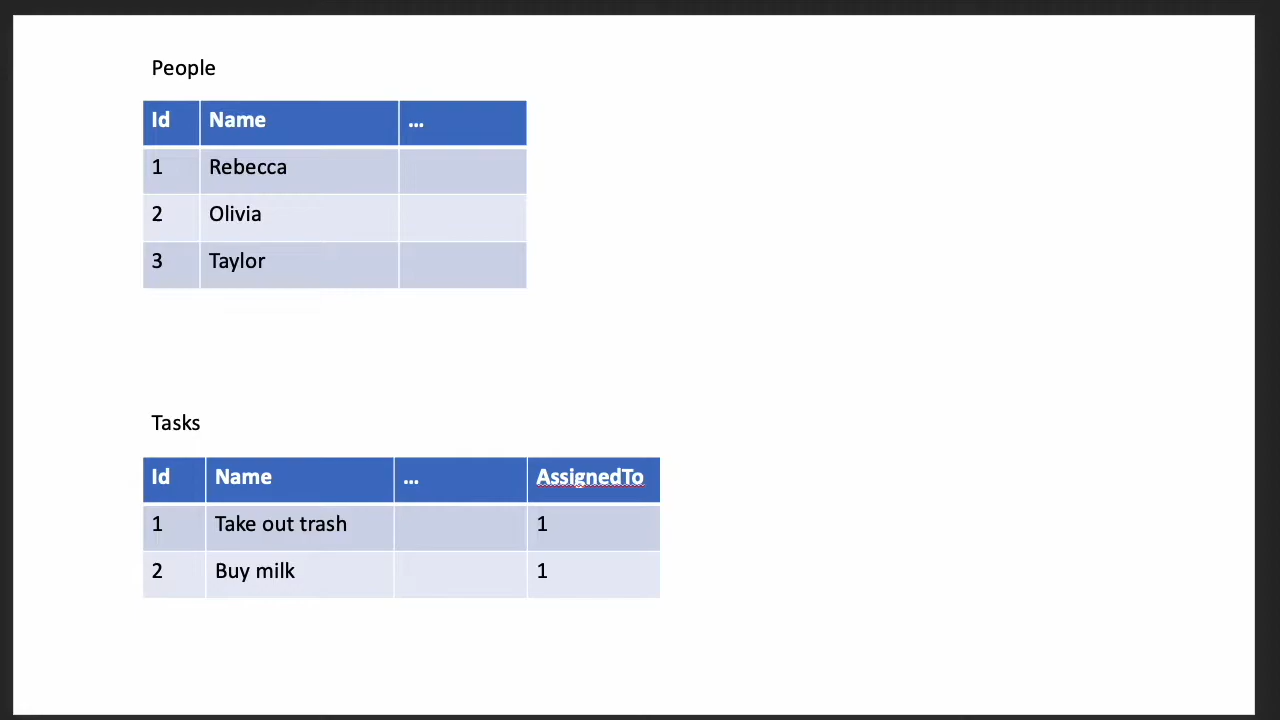 People
Id Name ...
1 Rebecca
2 Olivia
3 Taylor
Tasks
Id Name ... AssignedTo
1 Take out trash 1
2 Buy milk 1